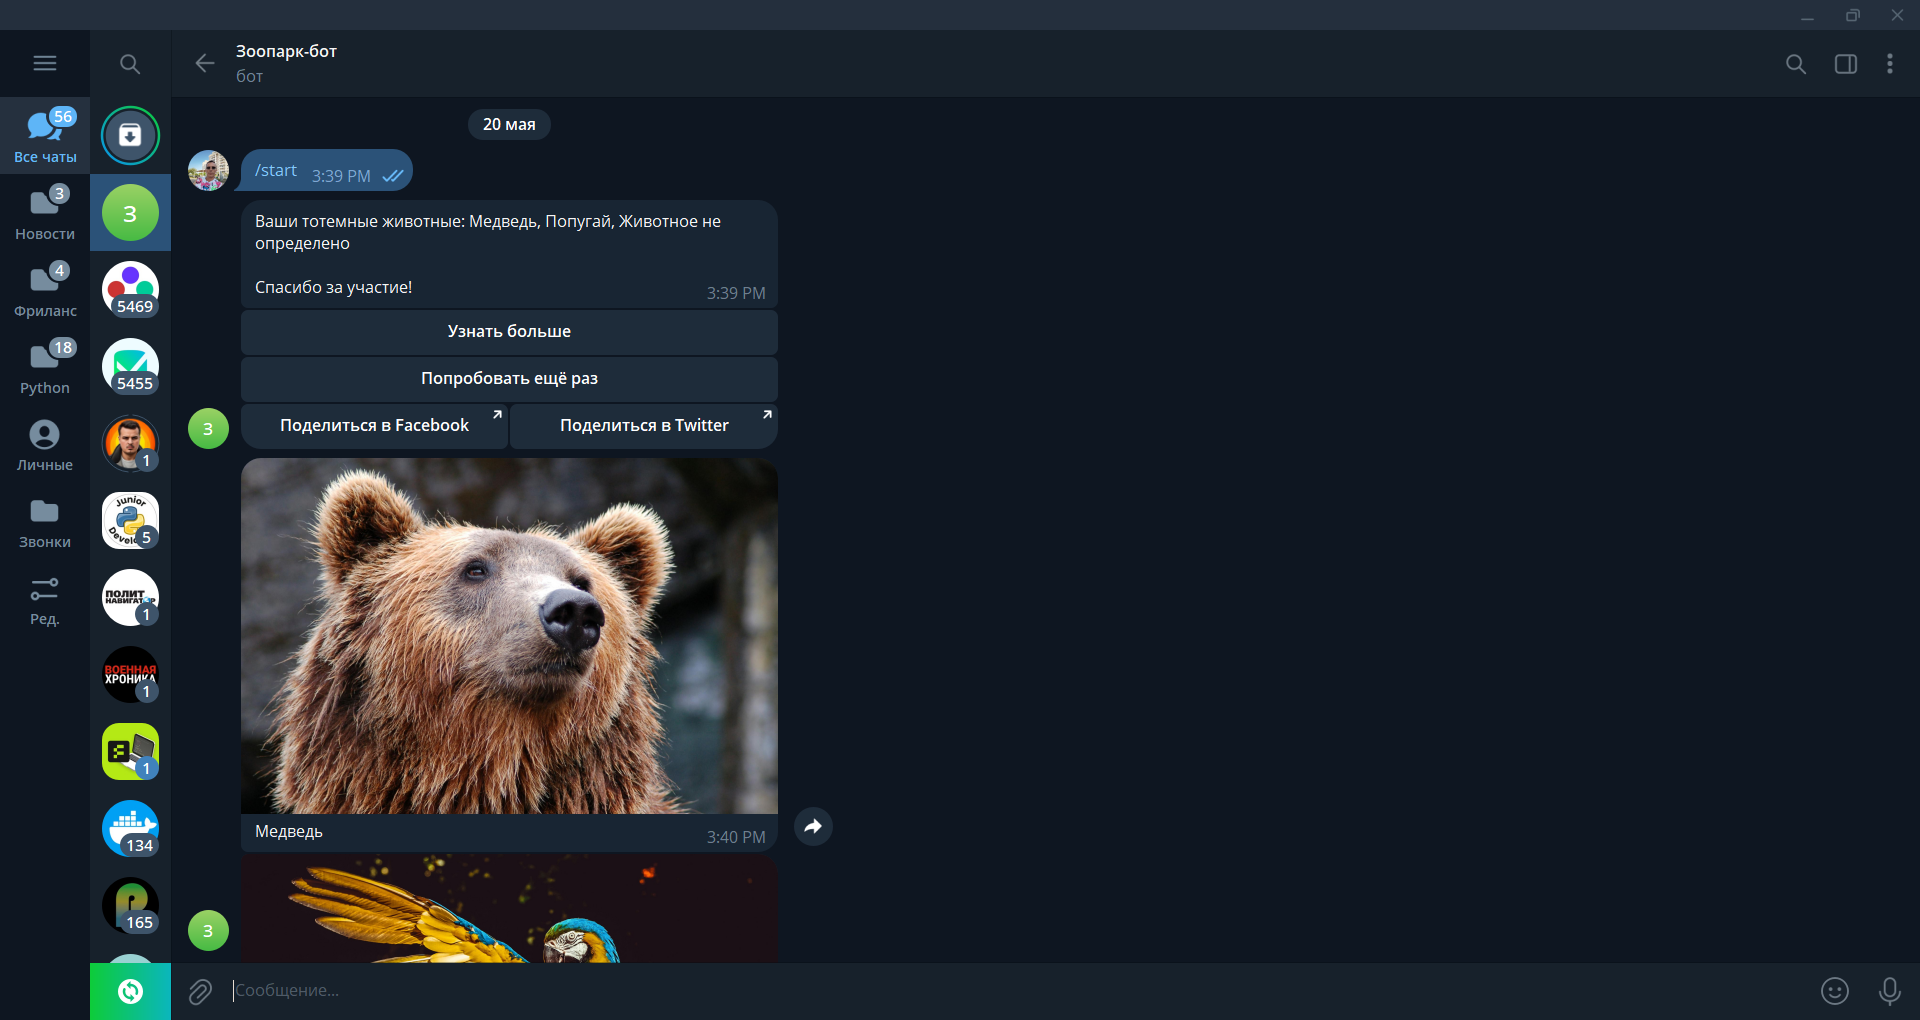 Зоопарк-бот
бот
56
Все чаты
3
Новости
4
Фриланс
18
Python
Личные
Звонки
Ред.
З
5469
5455
1
Junior
5
ПОЛИТ
1
ВОЕННАЯ
ХРОНИКА
1
1
134
165
20 мая
/start 3:39 PM
Ваши тотемные животные: Медведь, Попугай, Животное не
определено
Спасибо за участие!
3:39 PM
Узнать больше
Попробовать ещё раз
З
Поделиться в Facebook
Поделиться в Twitter
Медведь
3:40 PM
З
Сообщение...